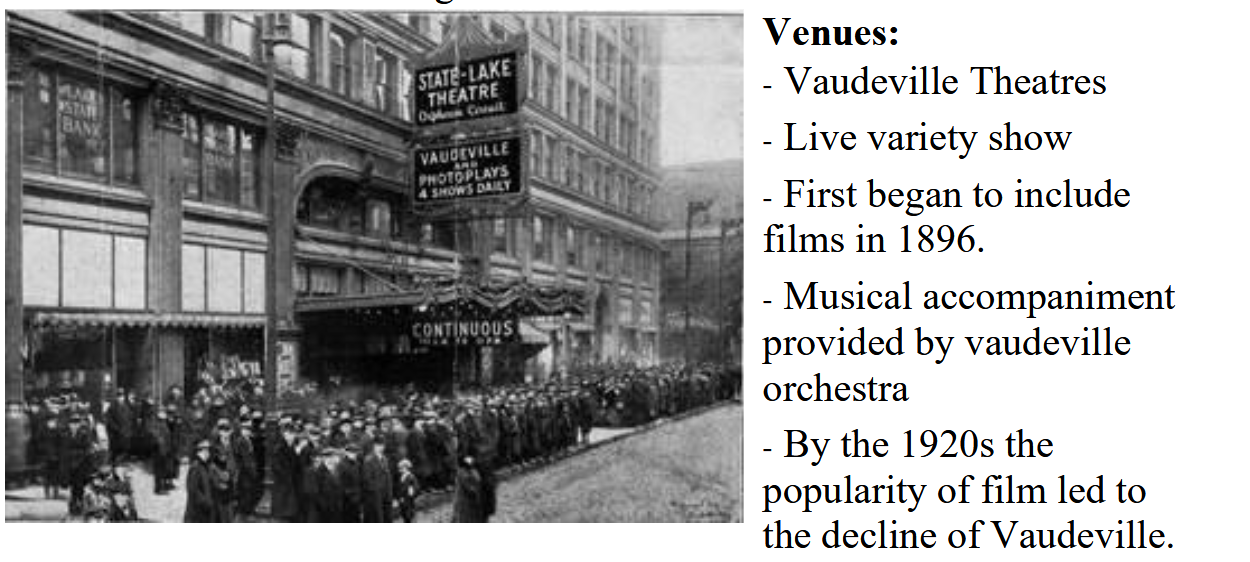 STATE-LAKE
THEATRE
Orpheum Circuit
VAUDEVILLE
AND
PHOTOPLAYS
4 SHOWS DAILY
STATE
BANK
CONTINUOUS
Venues:
- Vaudeville Theatres
- Live variety show
- First began to include
films in 1896.
- Musical accompaniment
provided by vaudeville
orchestra
- By the 1920s the
popularity of film led to
the decline of Vaudeville.